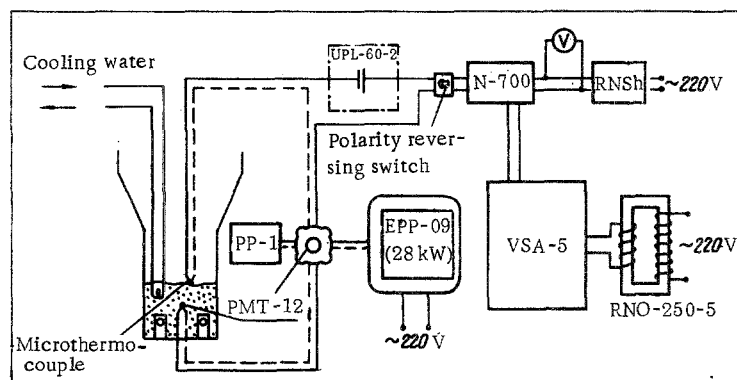 Cooling water
UPL-60-2
V
N-700
RNSh
~220V
Polarity rever-
sing switch
PP-1
EPP-09
(28 kW)
VSA-5
~220V
PMT-12
RNO-250-5
Microthermo-
couple
~220 V